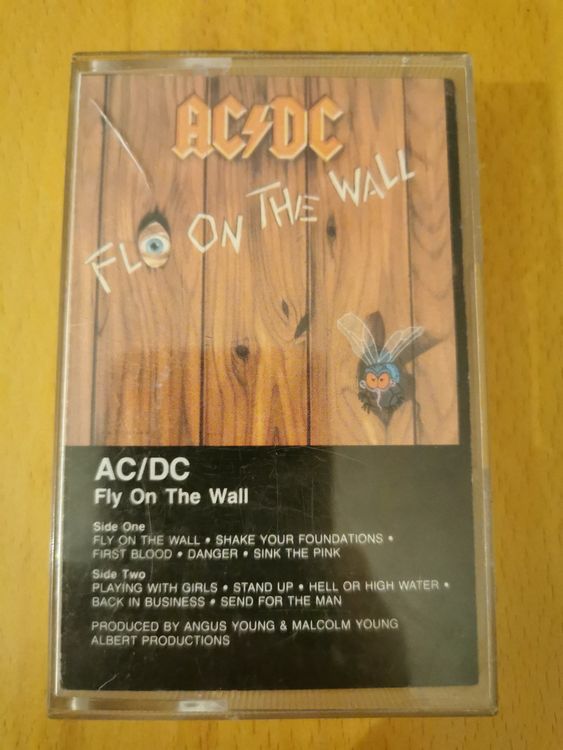 AC/DC
FLY ON THE WALL
AC/DC
Fly On The Wall
Side One
FLY ON THE WALL • SHAKE YOUR FOUNDATIONS •
FIRST BLOOD • DANGER • SINK THE PINK
Side Two
PLAYING WITH GIRLS • STAND UP • HELL OR HIGH WATER •
BACK IN BUSINESS • SEND FOR THE MAN
PRODUCED BY ANGUS YOUNG & MALCOLM YOUNG
ALBERT PRODUCTIONS